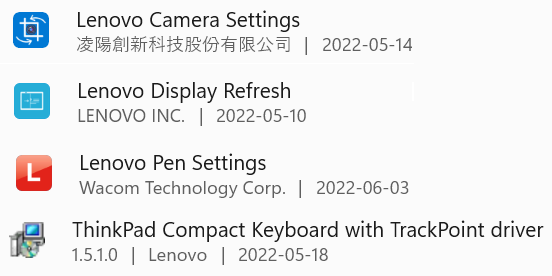 Lenovo Camera Settings
凌陽創新科技股份有限公司 | 2022-05-14
Lenovo Display Refresh
LENOVO INC. | 2022-05-10
L
Lenovo Pen Settings
Wacom Technology Corp. | 2022-06-03
ThinkPad Compact Keyboard with TrackPoint driver
1.5.1.0 | Lenovo | 2022-05-18